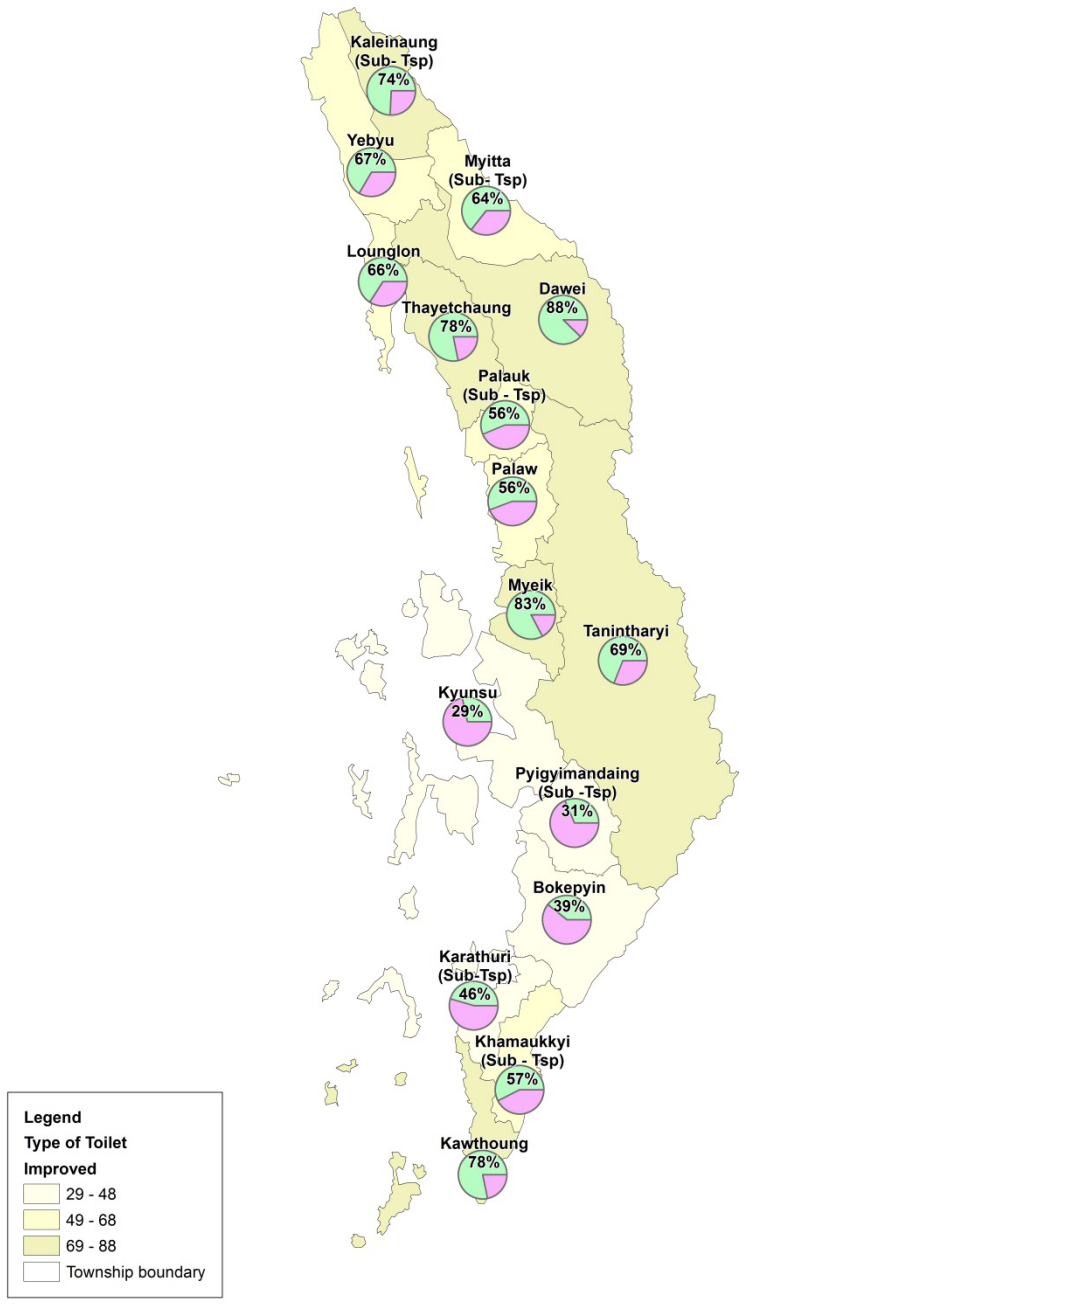 Kaleinaung
(Sub- Tsp)
74%
Yebyu
67%
Myitta
(Sub- Tsp)
64%
Lounglon
66%
Dawei
88%
Thayetchaung
78%
Palauk
(Sub - Tsp)
56%
Palaw
56%
Myeik
83%
Tanintharyi
69%
Kyunsu
29%
Pyigyimandaing
(Sub -Tsp)
31%
Bokepyin
39%
Karathuri
(Sub-Tsp)
46%
Khamaukkyi
(Sub - Tsp)
57%
Kawthoung
78%
Legend
Type of Toilet
Improved
29 - 48
49 - 68
69 - 88
Township boundary